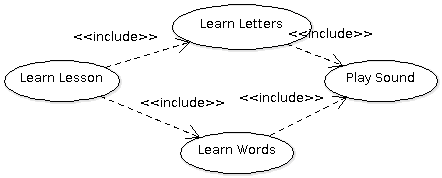 Learn Letters
<<include>>
<<include>>
Learn Lesson
Play Sound
<<include>>
<<include>>
Learn Words